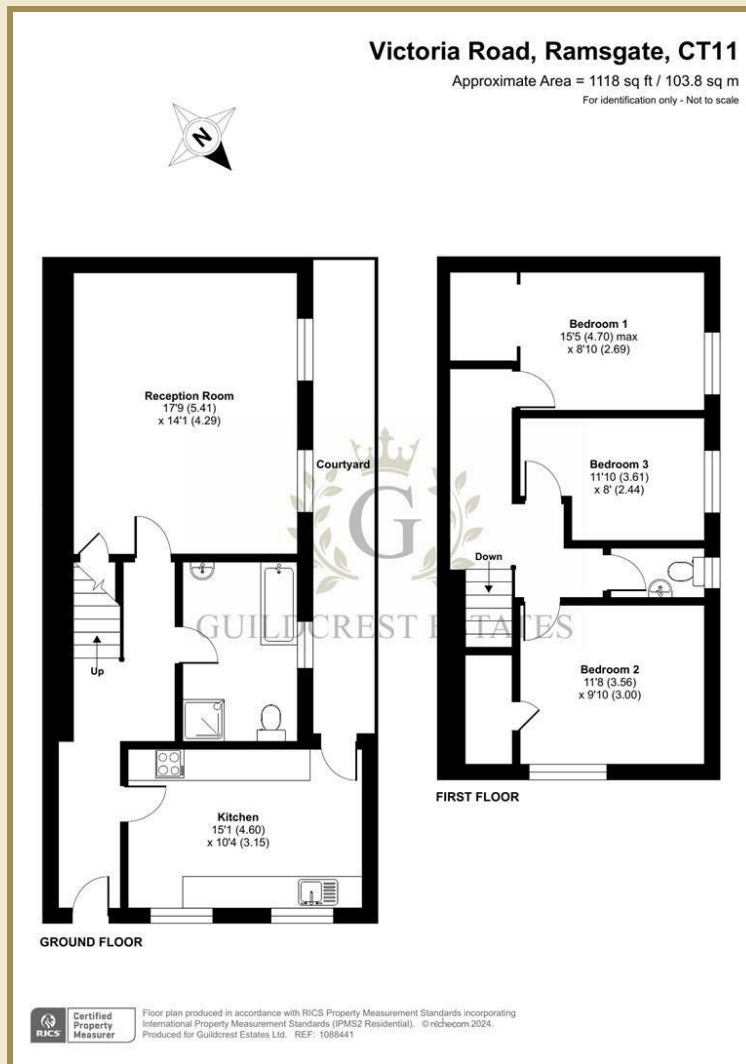 Victoria Road, Ramsgate, CT11
Approximate Area = 1118 sq ft / 103.8 sq m
For identification only - Not to scale
N
Reception Room
17'9 (5.41)
x 14'1 (4.29)
Courtyard
Up
Kitchen
15'1 (4.60)
x 10'4 (3.15)
GROUND FLOOR
Bedroom 1
15'5 (4.70) max
x 8'10 (2.69)
Bedroom 3
11'10 (3.61)
x 8' (2.44)
Down
Bedroom 2
11'8 (3.56)
x 9'10 (3.00)
FIRST FLOOR
G
GUILDCREST ESTATES
RICS
Certified
Property
Measurer
Floor plan produced in accordance with RICS Property Measurement Standards incorporating
International Property Measurement Standards (IPMS2 Residential). © nichecom 2024.
Produced for Guildcrest Estates Ltd. REF: 1088441